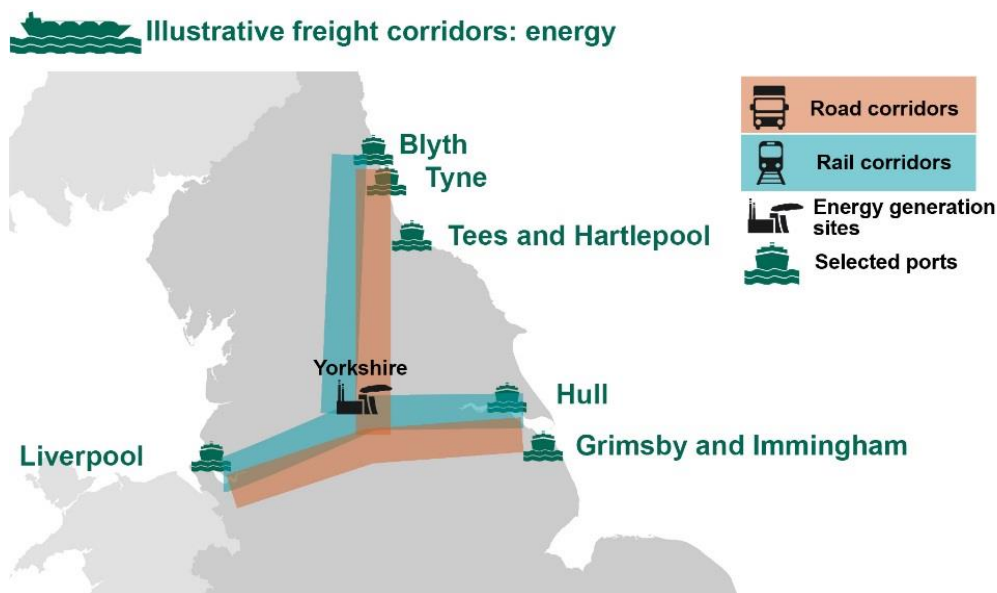 Illustrative freight corridors: energy
Road corridors
Rail corridors
Energy generation
sites
Selected ports
Blyth
Tyne
Tees and Hartlepool
Yorkshire
Hull
Grimsby and Immingham
Liverpool